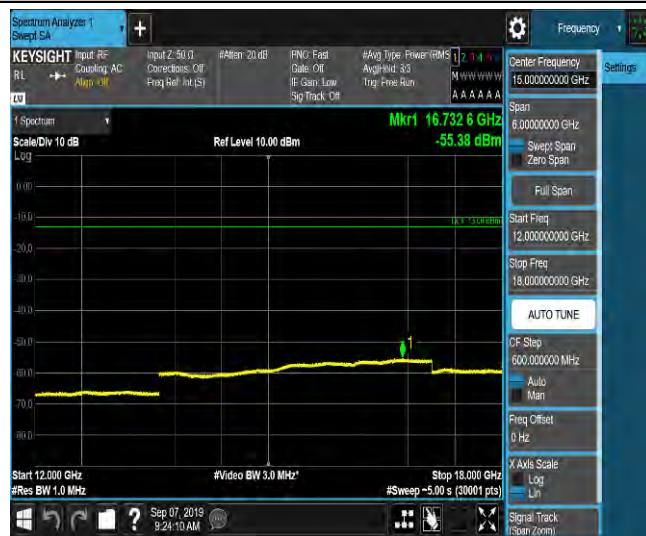 Spectrum Analyzer 1
Swept SA
+
Frequency
KEYSIGHT
RL
Input: RF
Coupling: AC
Align: Off
Input Z: 50 Ω
Corrections: Off
Freq Ref: Int (S)
#Atten: 20 dB
PNO: Fast
Gate: Off
IF Gain: Low
Sig Track: Off
#Avg Type: Power (RMS
Avg|Hold: 3/3
Trig: Free Run
1 2 3 4 5
M W W W W W
A A A A A A
1 Spectrum
Scale/Div 10 dB
Log
Ref Level 10.00 dBm
Mkr1 16.732 6 GHz
-55.38 dBm
0.00
-10.0
-20.0
-30.0
-40.0
-50.0
-60.0
-70.0
-80.0
1
Start 12.000 GHz
#Res BW 1.0 MHz
#Video BW 3.0 MHz*
Stop 18.000 GHz
#Sweep ~5.00 s (30001 pts)
Sep 07, 2019
9:24:10 AM
?
Settings
Center Frequency
15.000000000 GHz
Span
6.00000000 GHz
Swept Span
Zero Span
Full Span
Start Freq
12.000000000 GHz
Stop Freq
18.000000000 GHz
AUTO TUNE
CF Step
600.000000 MHz
Auto
Man
Freq Offset
0 Hz
X Axis Scale
Log
Lin
Signal Track
(Span Zoom)